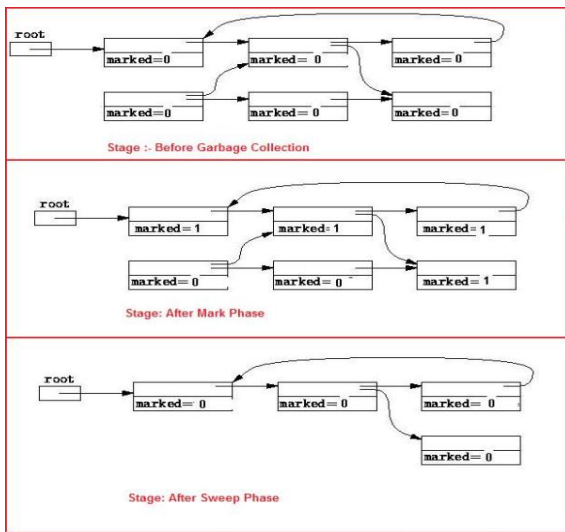 root
marked=0 marked= 0 marked= 0
marked=0 marked= 0 marked= 0
Stage :- Before Garbage Collection
root
marked= 1 marked= 1 marked= 1
marked= 0 marked= 0 marked= 1
Stage: After Mark Phase
root
marked= 0 marked= 0 marked= 0
marked= 0
Stage: After Sweep Phase